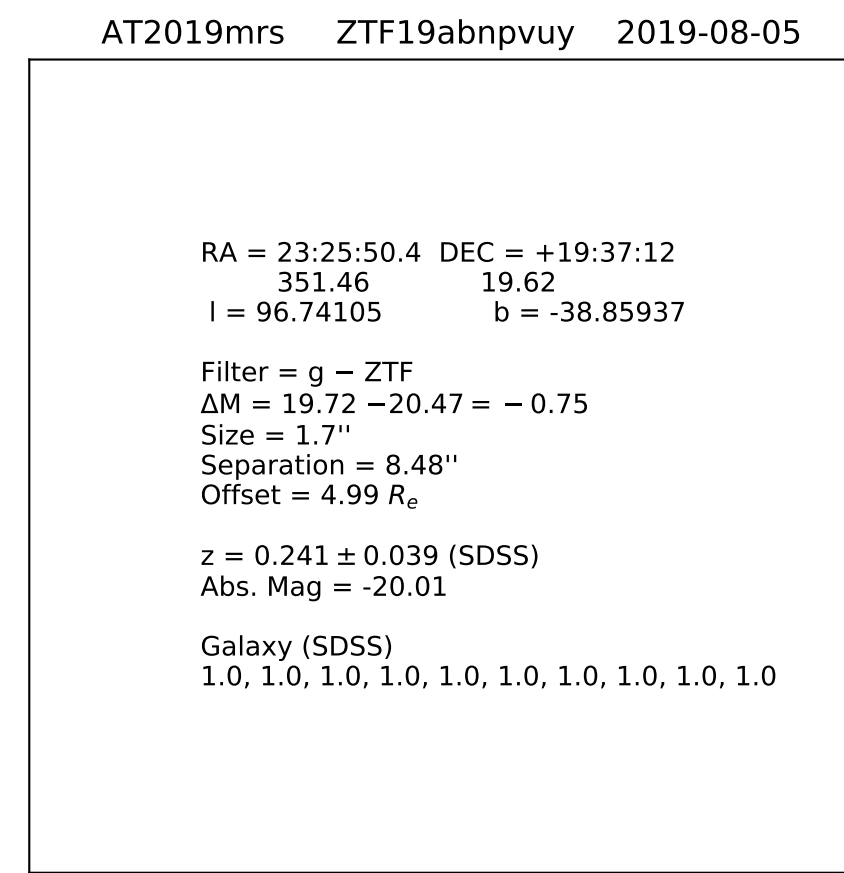 AT2019mrs ZTF19abnpvuy 2019-08-05
RA = 23:25:50.4 DEC = +19:37:12
351.46 19.62
l = 96.74105 b = -38.85937
Filter = g − ZTF
ΔM = 19.72 −20.47 = − 0.75
Size = 1.7''
Separation = 8.48''
Offset = 4.99 Rₑ
z = 0.241 ± 0.039 (SDSS)
Abs. Mag = -20.01
Galaxy (SDSS)
1.0, 1.0, 1.0, 1.0, 1.0, 1.0, 1.0, 1.0, 1.0, 1.0